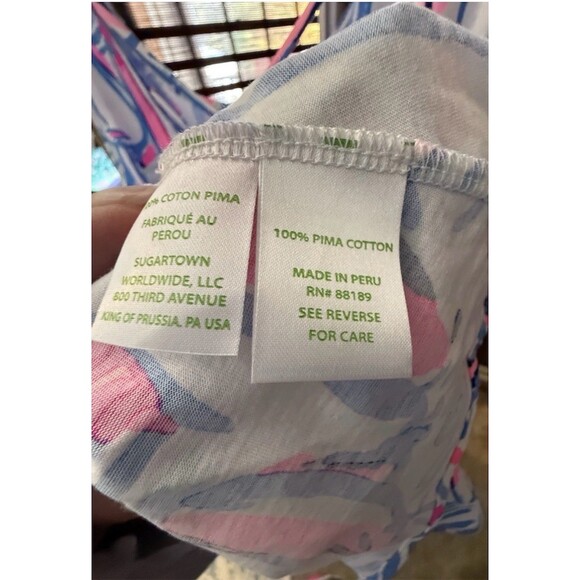 % COTON PIMA
FABRIQUÉ AU
PEROU
SUGARTOWN
WORLDWIDE, LLC
800 THIRD AVENUE
KING OF PRUSSIA. PA USA
100% PIMA COTTON
MADE IN PERU
RN# 88189
SEE REVERSE
FOR CARE